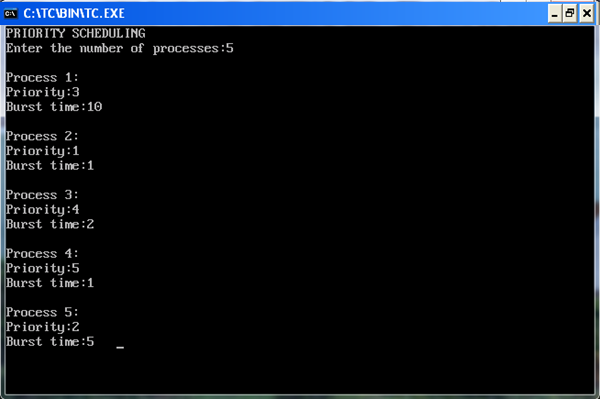 C:\TC\BIN\TC.EXE
PRIORITY SCHEDULING
Enter the number of processes:5
Process 1:
Priority:3
Burst time:10
Process 2:
Priority:1
Burst time:1
Process 3:
Priority:4
Burst time:2
Process 4:
Priority:5
Burst time:1
Process 5:
Priority:2
Burst time:5 _